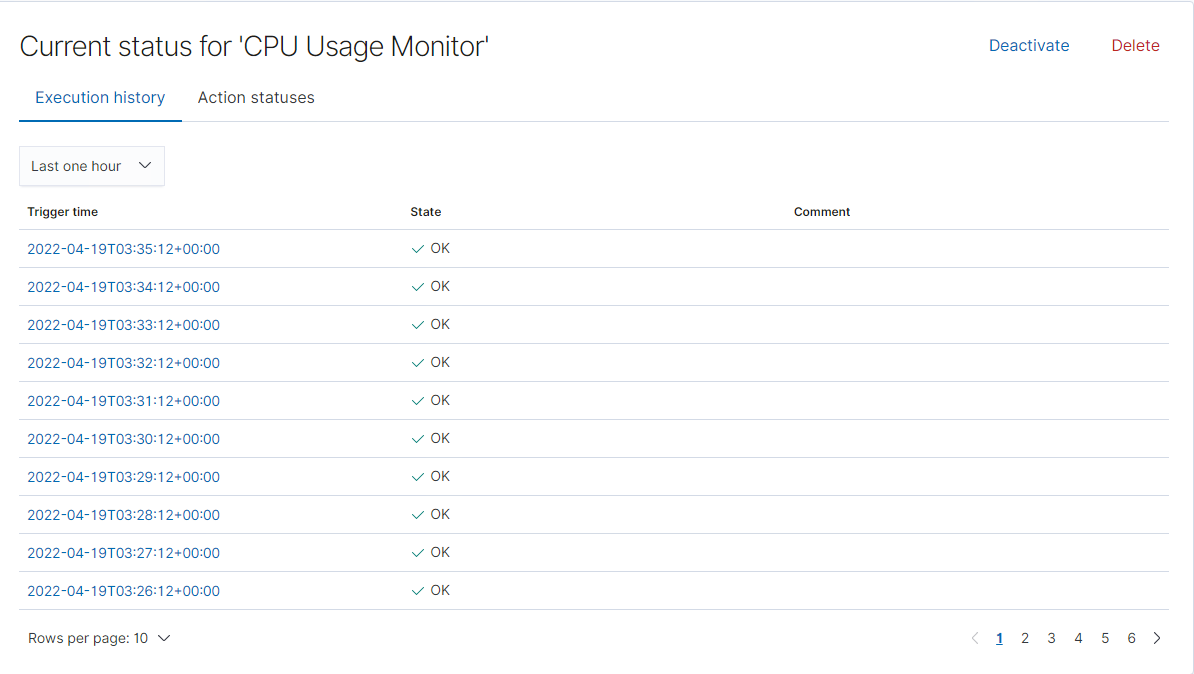 Current status for 'CPU Usage Monitor'
Deactivate
Delete
Execution history
Action statuses
Last one hour
Trigger time State Comment
2022-04-19T03:35:12+00:00 OK
2022-04-19T03:34:12+00:00 OK
2022-04-19T03:33:12+00:00 OK
2022-04-19T03:32:12+00:00 OK
2022-04-19T03:31:12+00:00 OK
2022-04-19T03:30:12+00:00 OK
2022-04-19T03:29:12+00:00 OK
2022-04-19T03:28:12+00:00 OK
2022-04-19T03:27:12+00:00 OK
2022-04-19T03:26:12+00:00 OK
Rows per page: 10
1 2 3 4 5 6